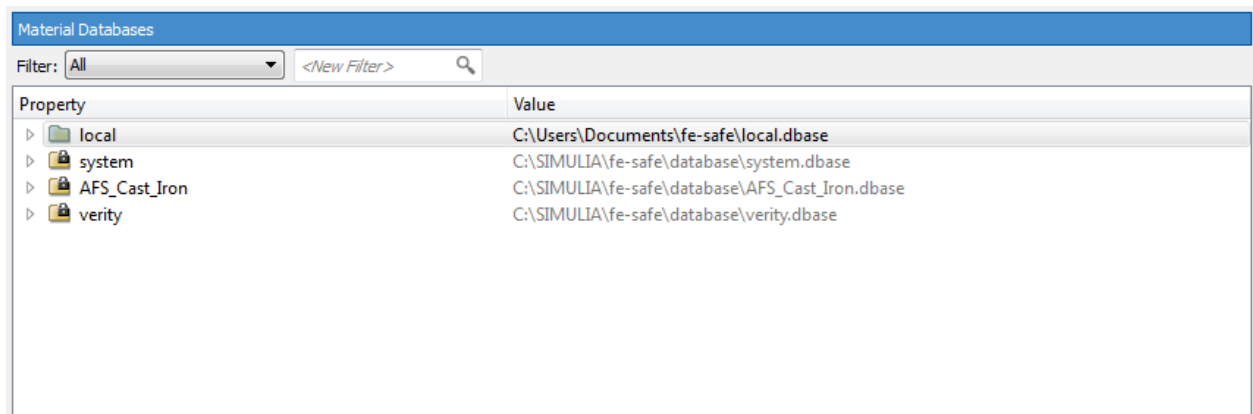 Material Databases
Filter: All <New Filter>
Property Value
local C:\Users\Documents\fe-safe\local.dbase
system C:\SIMULIA\fe-safe\database\system.dbase
AFS_Cast_Iron C:\SIMULIA\fe-safe\database\AFS_Cast_Iron.dbase
verity C:\SIMULIA\fe-safe\database\verity.dbase